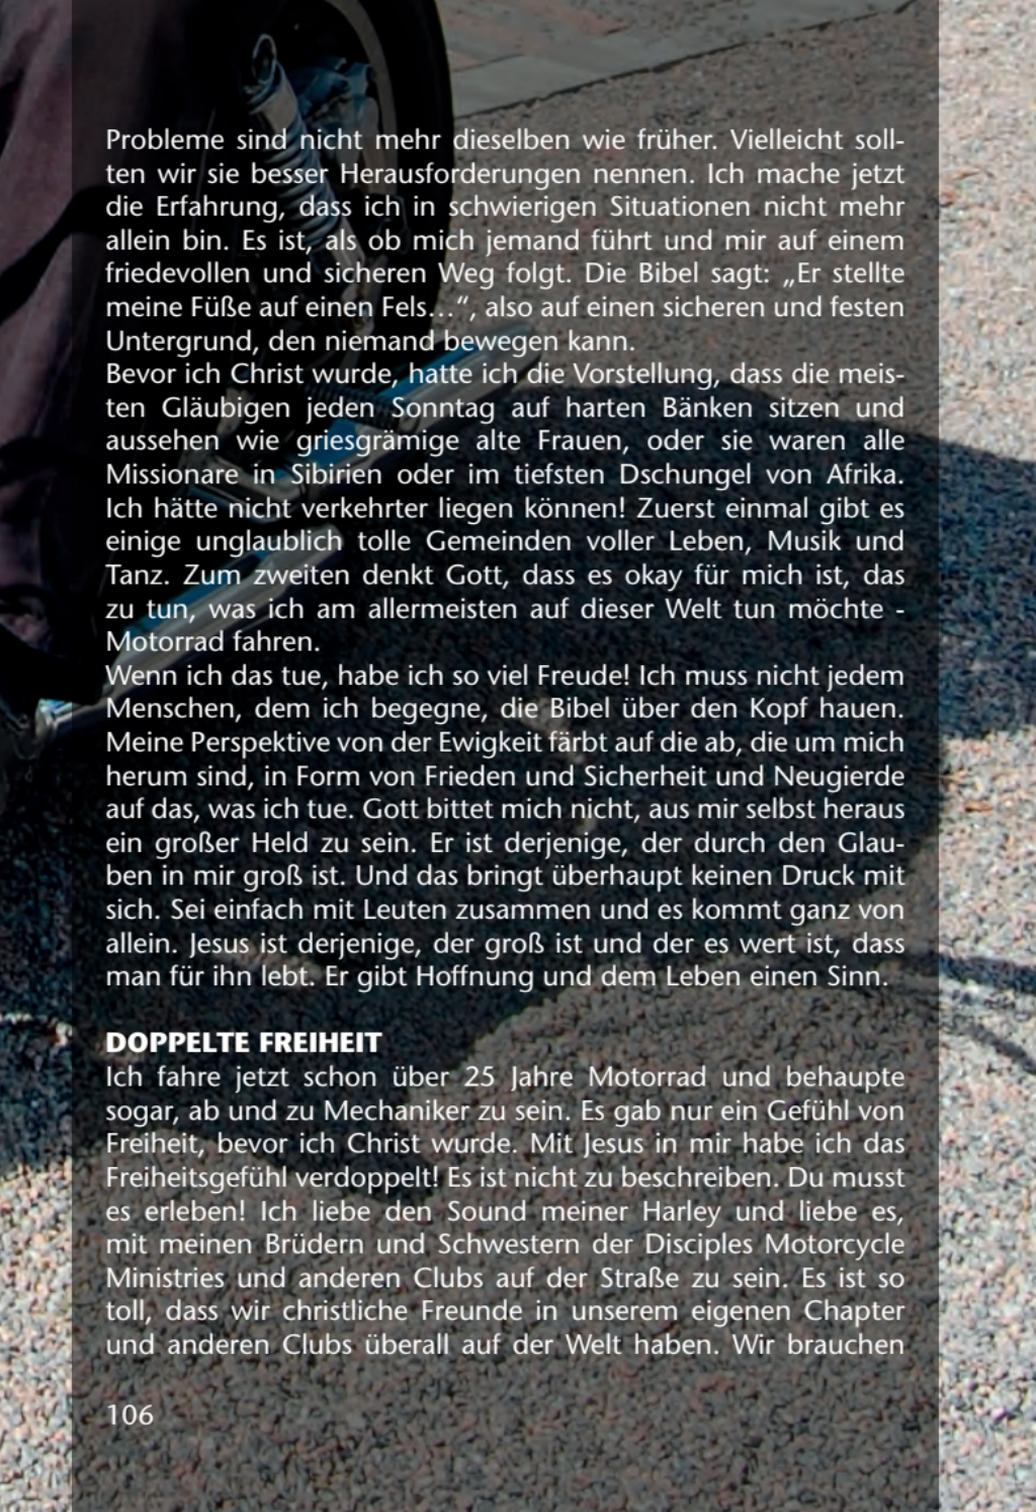 Probleme sind nicht mehr dieselben wie früher. Vielleicht soll-
ten wir sie besser Herausforderungen nennen. Ich mache jetzt
die Erfahrung, dass ich in schwierigen Situationen nicht mehr
allein bin. Es ist, als ob mich jemand führt und mir auf einem
friedevollen und sicheren Weg folgt. Die Bibel sagt: „Er stellte
meine Füße auf einen Fels…“, also auf einen sicheren und festen
Untergrund, den niemand bewegen kann.
Bevor ich Christ wurde, hatte ich die Vorstellung, dass die meis-
ten Gläubigen jeden Sonntag auf harten Bänken sitzen und
aussehen wie griesgrämige alte Frauen, oder sie waren alle
Missionare in Sibirien oder im tiefsten Dschungel von Afrika.
Ich hätte nicht verkehrter liegen können! Zuerst einmal gibt es
einige unglaublich tolle Gemeinden voller Leben, Musik und
Tanz. Zum zweiten denkt Gott, dass es okay für mich ist, das
zu tun, was ich am allermeisten auf dieser Welt tun möchte -
Motorrad fahren.
Wenn ich das tue, habe ich so viel Freude! Ich muss nicht jedem
Menschen, dem ich begegne, die Bibel über den Kopf hauen.
Meine Perspektive von der Ewigkeit färbt auf die ab, die um mich
herum sind, in Form von Frieden und Sicherheit und Neugierde
auf das, was ich tue. Gott bittet mich nicht, aus mir selbst heraus
ein großer Held zu sein. Er ist derjenige, der durch den Glau-
ben in mir groß ist. Und das bringt überhaupt keinen Druck mit
sich. Sei einfach mit Leuten zusammen und es kommt ganz von
allein. Jesus ist derjenige, der groß ist und der es wert ist, dass
man für ihn lebt. Er gibt Hoffnung und dem Leben einen Sinn.
DOPPELTE FREIHEIT
Ich fahre jetzt schon über 25 Jahre Motorrad und behaupte
sogar, ab und zu Mechaniker zu sein. Es gab nur ein Gefühl von
Freiheit, bevor ich Christ wurde. Mit Jesus in mir habe ich das
Freiheitsgefühl verdoppelt! Es ist nicht zu beschreiben. Du musst
es erleben! Ich liebe den Sound meiner Harley und liebe es,
mit meinen Brüdern und Schwestern der Disciples Motorcycle
Ministries und anderen Clubs auf der Straße zu sein. Es ist so
toll, dass wir christliche Freunde in unserem eigenen Chapter
und anderen Clubs überall auf der Welt haben. Wir brauchen
106